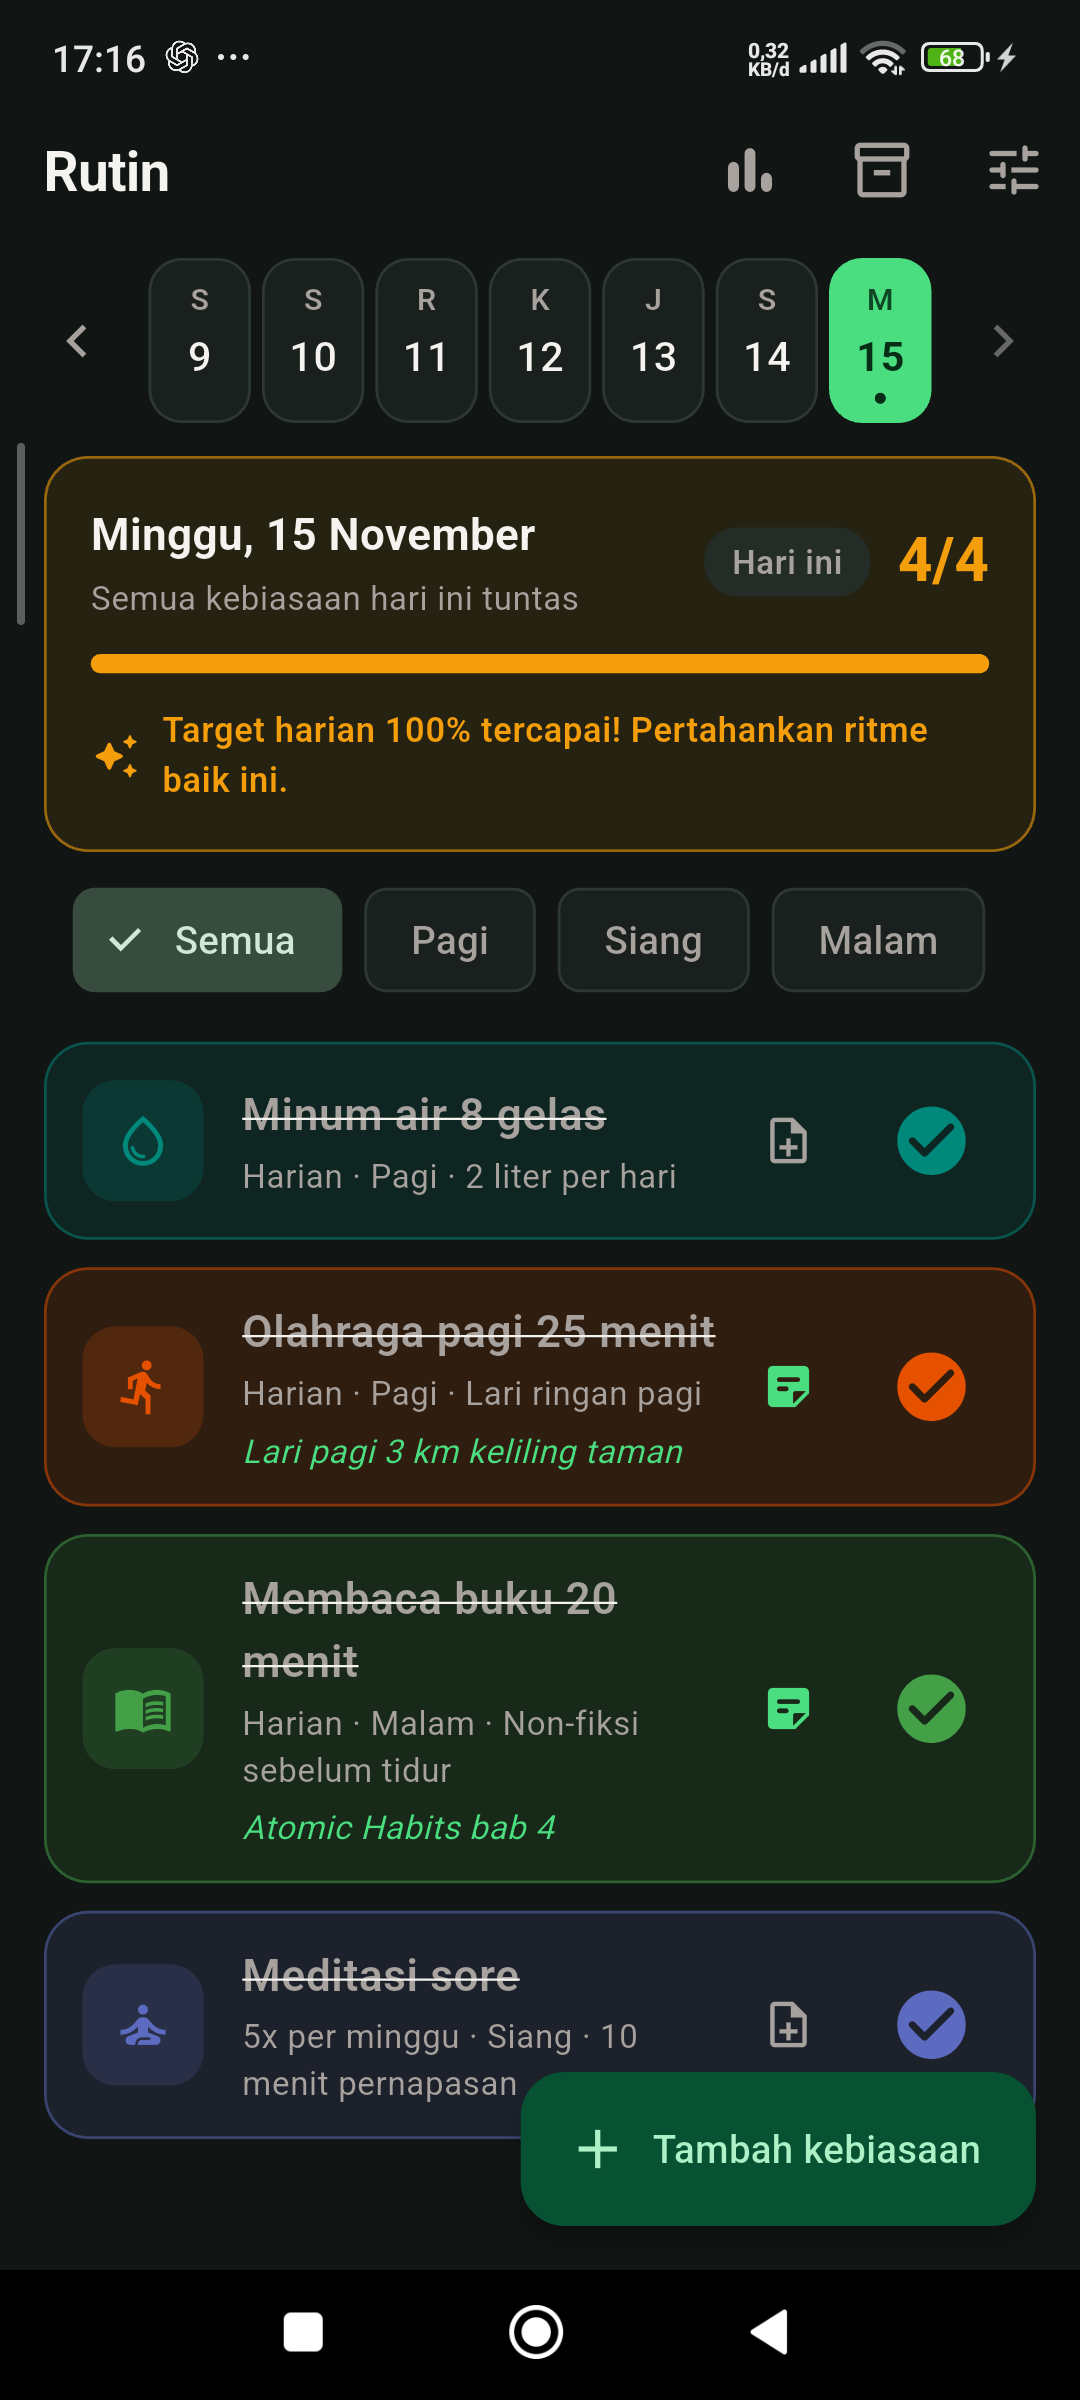 17:16
0,32
KB/d
68
Rutin
S S R K J S M
9 10 11 12 13 14 15
Minggu, 15 November
Hari ini
4/4
Semua kebiasaan hari ini tuntas
Target harian 100% tercapai! Pertahankan ritme
baik ini.
Semua Pagi Siang Malam
Minum air 8 gelas
Harian · Pagi · 2 liter per hari
Olahraga pagi 25 menit
Harian · Pagi · Lari ringan pagi
Lari pagi 3 km keliling taman
Membaca buku 20
menit
Harian · Malam · Non-fiksi
sebelum tidur
Atomic Habits bab 4
Meditasi sore
5x per minggu · Siang · 10
menit pernapasan
Tambah kebiasaan